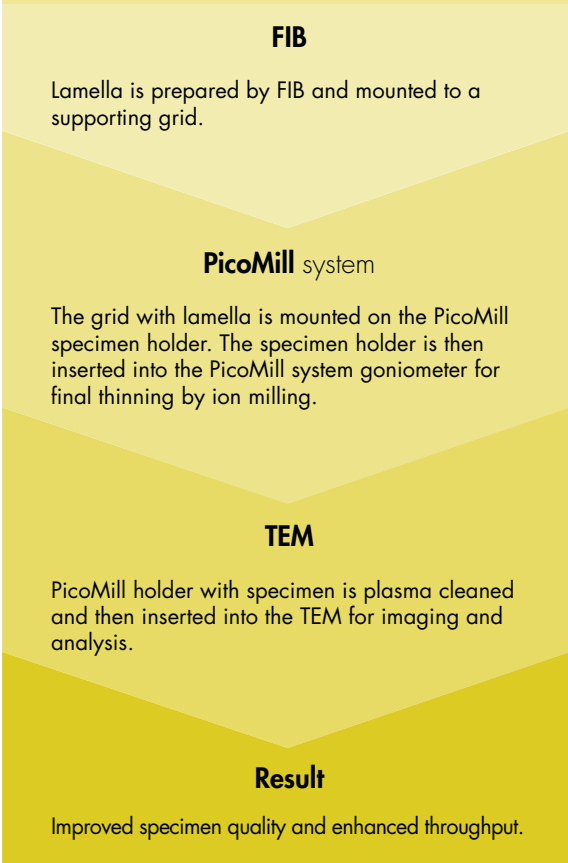 FIB
Lamella is prepared by FIB and mounted to a
supporting grid.
PicoMill system
The grid with lamella is mounted on the PicoMill
specimen holder. The specimen holder is then
inserted into the PicoMill system goniometer for
final thinning by ion milling.
TEM
PicoMill holder with specimen is plasma cleaned
and then inserted into the TEM for imaging and
analysis.
Result
Improved specimen quality and enhanced throughput.